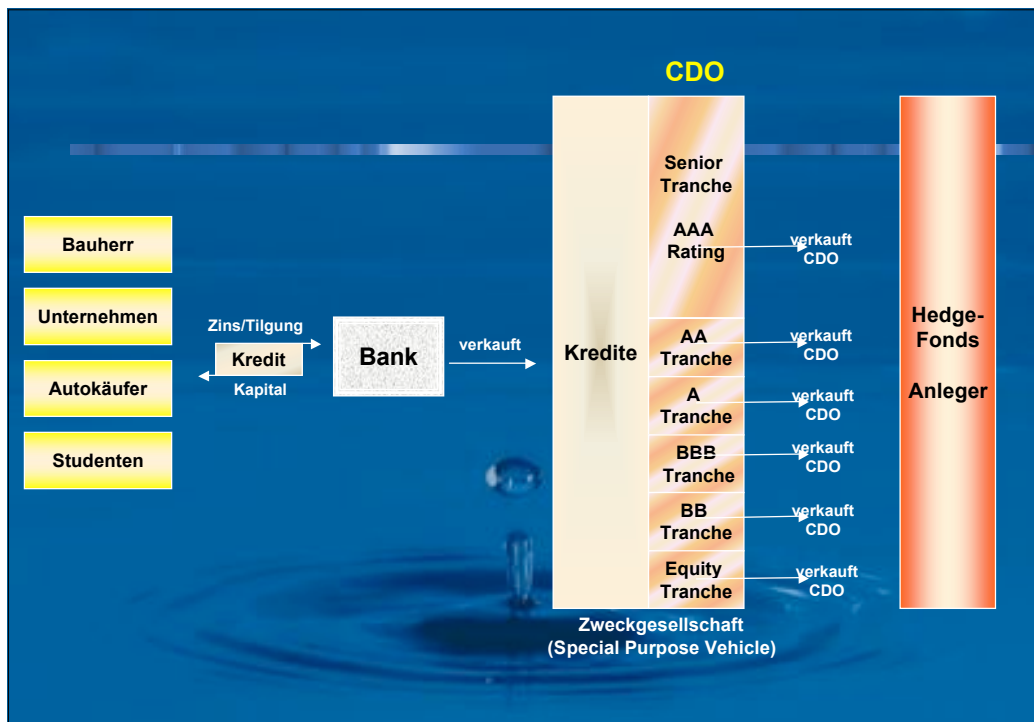 CDO
Bauherr
Unternehmen
Autokäufer
Studenten
Zins/Tilgung
Kredit
Kapital
Bank
verkauft
Kredite
Senior
Tranche
AAA
Rating
verkauft
CDO
AA
Tranche
verkauft
CDO
A
Tranche
verkauft
CDO
BBB
Tranche
verkauft
CDO
BB
Tranche
verkauft
CDO
Equity
Tranche
verkauft
CDO
Hedge-
Fonds
Anleger
Zweckgesellschaft
(Special Purpose Vehicle)